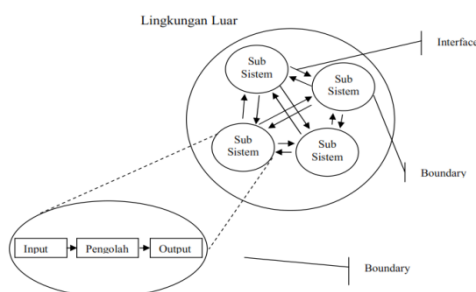 Lingkungan Luar
Interface
Sub
Sistem
Sub
Sistem
Sub
Sistem
Sub
Sistem
Boundary
Input
Pengolah
Output
Boundary